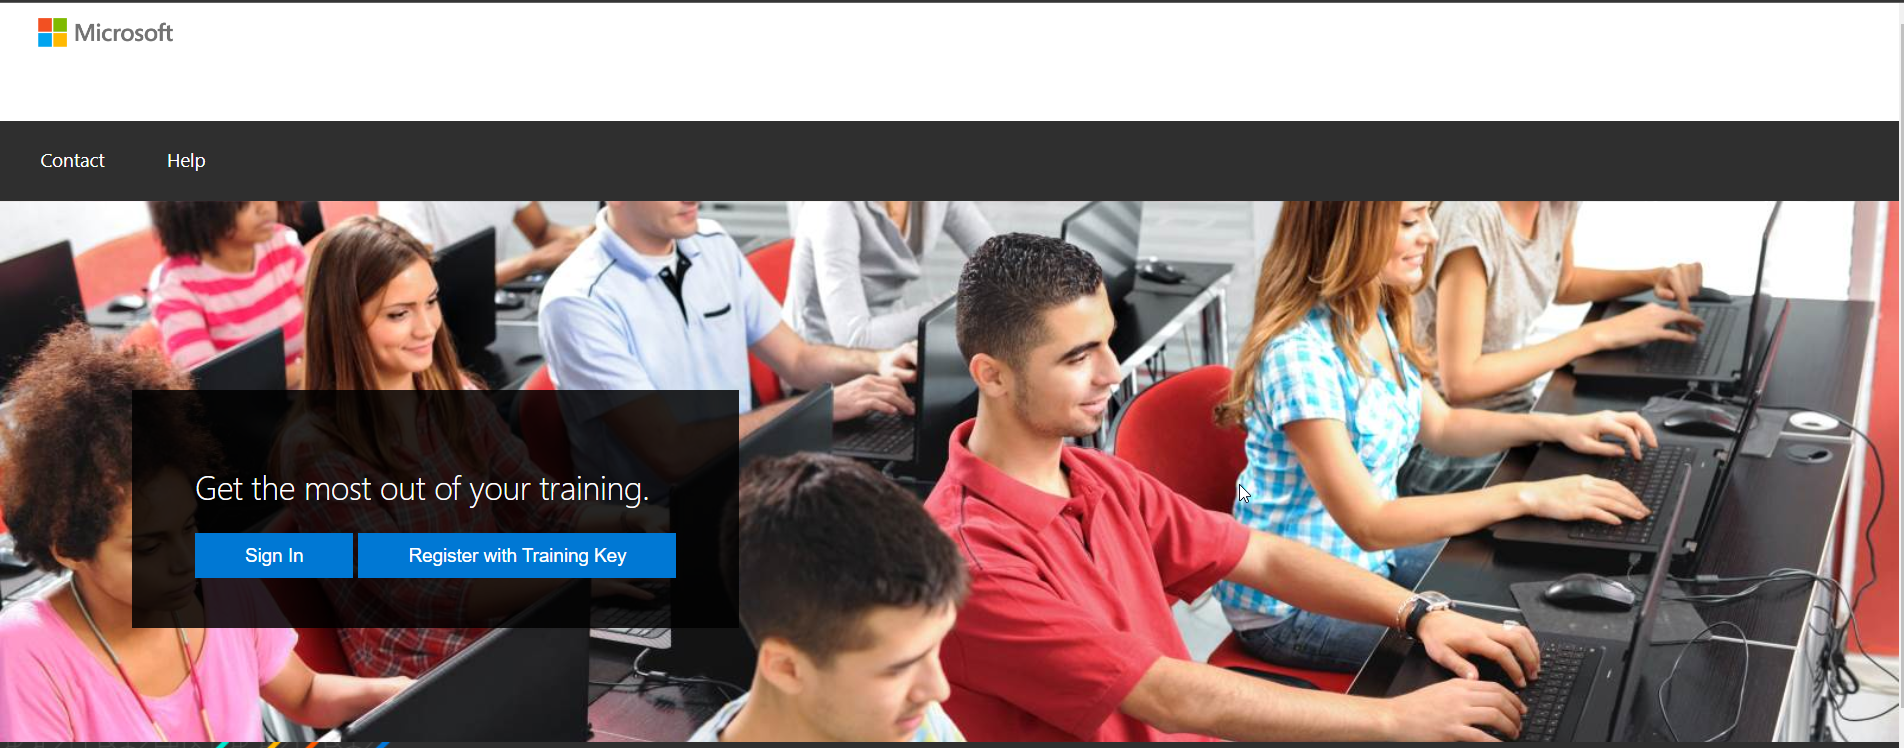 Microsoft
Contact Help
Get the most out of your training.
Sign In Register with Training Key